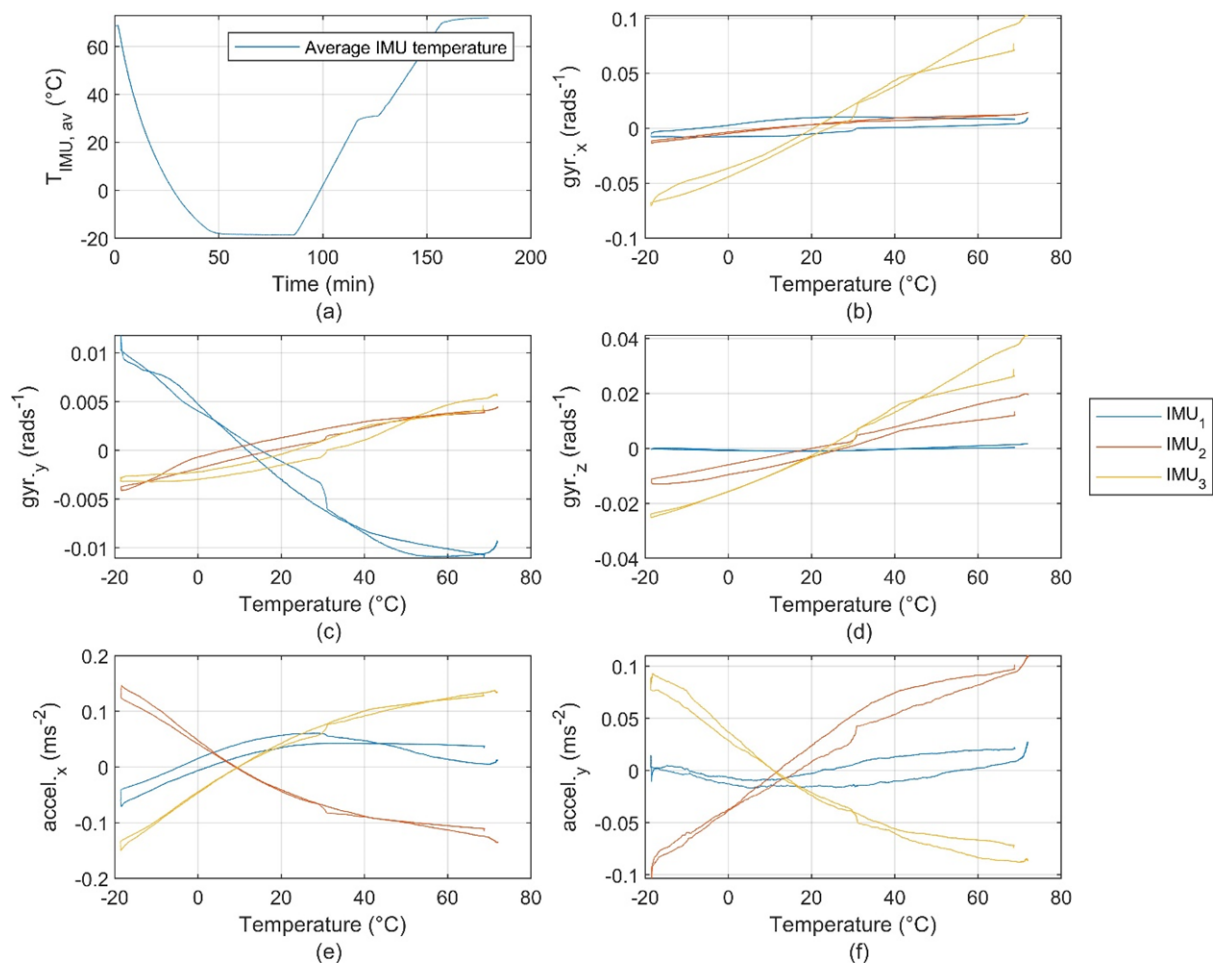 Average IMU temperature
T_IMU, av (°C)
60
40
20
0
-20
0 50 100 150 200
Time (min)
(a)
gyr._x (rads⁻¹)
0.1
0.05
0
-0.05
-0.1
-20 0 20 40 60 80
Temperature (°C)
(b)
gyr._y (rads⁻¹)
0.01
0.005
0
-0.005
-0.01
-20 0 20 40 60 80
Temperature (°C)
(c)
gyr._z (rads⁻¹)
0.04
0.02
0
-0.02
-0.04
-20 0 20 40 60 80
Temperature (°C)
(d)
IMU₁
IMU₂
IMU₃
accel._x (ms⁻²)
0.2
0.1
0
-0.1
-0.2
-20 0 20 40 60 80
Temperature (°C)
(e)
accel._y (ms⁻²)
0.1
0.05
0
-0.05
-0.1
-20 0 20 40 60 80
Temperature (°C)
(f)